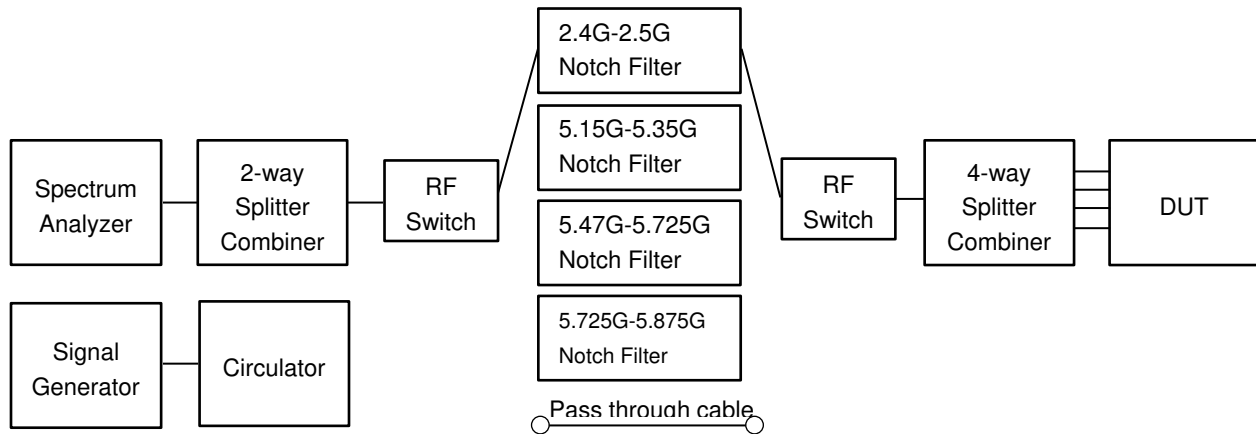 2.4G-2.5G
Notch Filter
5.15G-5.35G
Notch Filter
Spectrum
Analyzer
2-way
Splitter
Combiner
RF
Switch
5.47G-5.725G
Notch Filter
RF
Switch
4-way
Splitter
Combiner
DUT
5.725G-5.875G
Notch Filter
Signal
Generator
Circulator
Pass through cable